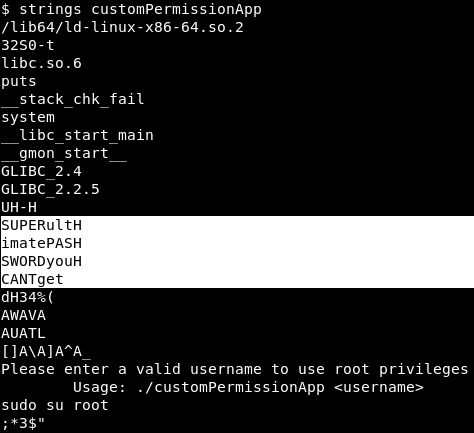 $ strings customPermissionApp
/lib64/ld-linux-x86-64.so.2
32S0-t
libc.so.6
puts
__stack_chk_fail
system
__libc_start_main
__gmon_start__
GLIBC_2.4
GLIBC_2.2.5
UH-H
SUPERultH
imatePASH
SWORDyouH
CANTget
dH34%(
AWAVA
AUATL
[]A\A]A^A_
Please enter a valid username to use root privileges
Usage: ./customPermissionApp <username>
sudo su root
;*3$"